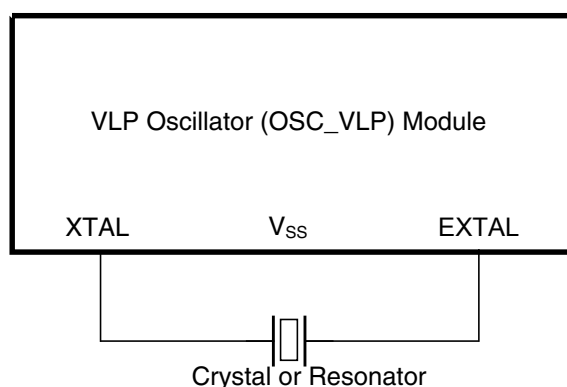 VLP Oscillator (OSC_VLP) Module
XTAL VSS EXTAL
Crystal or Resonator